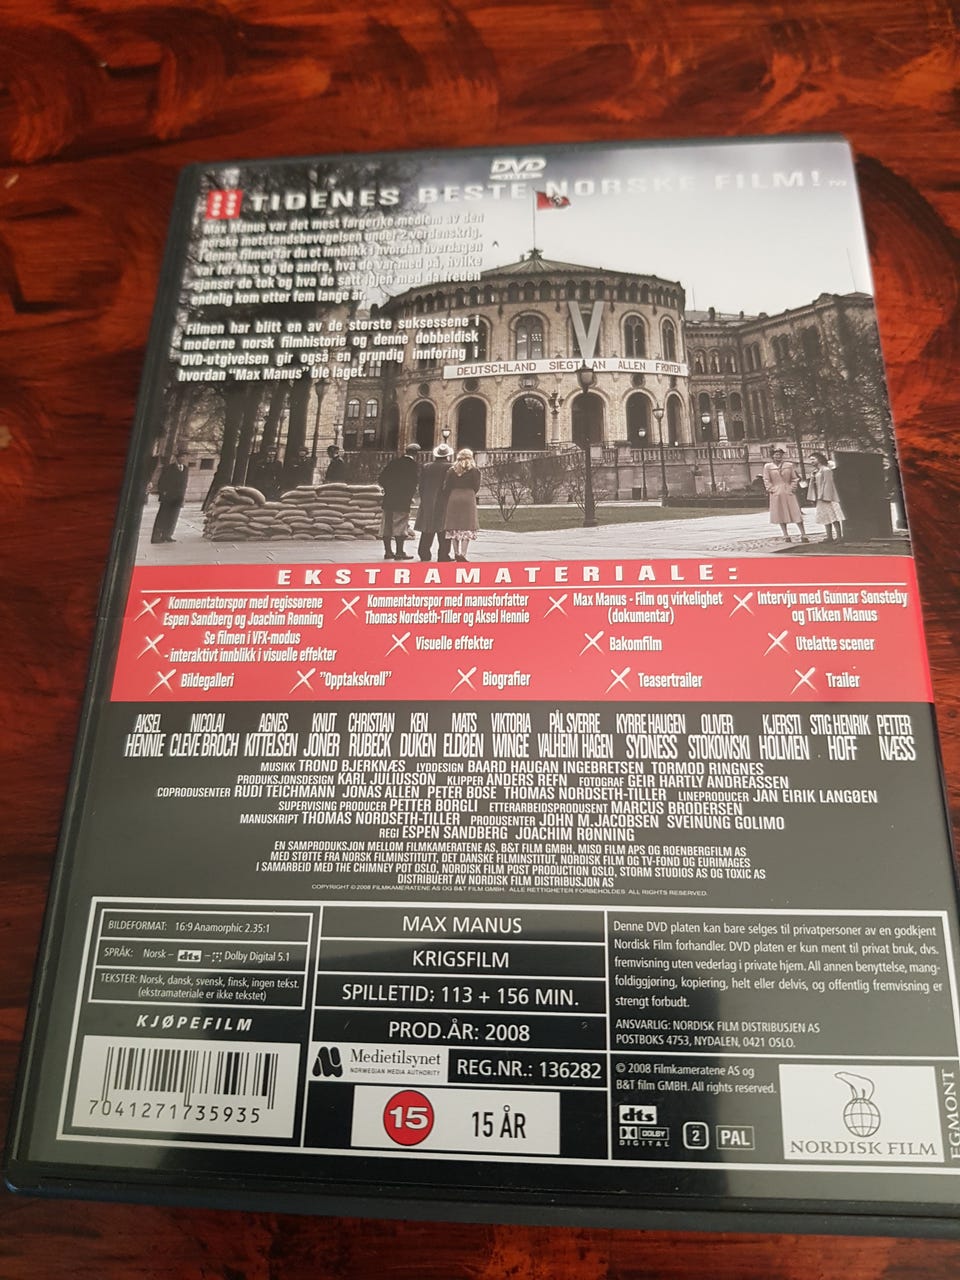 DVD
VIDEO
TIDENES BESTE NORSKE FILM! TV2
Max Manus var det mest fargerike medlem av den
norske motstandsbevegelsen under 2.verdenskrig.
I denne filmen får du et innblikk i hvordan hverdagen
var for Max og de andre, hva de var med på, hvilke
sjanser de tok og hva de satt igjen med da freden
endelig kom etter fem lange år.
Filmen har blitt en av de største suksessene i
moderne norsk filmhistorie og denne dobbeldisk
DVD-utgivelsen gir også en grundig innføring i
hvordan "Max Manus" ble laget.
V
DEUTSCHLAND SIEGT AN ALLEN FRONTEN
EKSTRAMATERIALE:
Kommentatorspor med regissørene
Espen Sandberg og Joachim Rønning
Kommentatorspor med manusforfatter
Thomas Nordseth-Tiller og Aksel Hennie
Max Manus - Film og virkelighet
(dokumentar)
Intervju med Gunnar Sønsteby
og Tikken Manus
Se filmen i VFX-modus
- interaktivt innblikk i visuelle effekter
Visuelle effekter
Bakomfilm
Utelatte scener
Bildegalleri
"Opptakskrøll"
Biografier
Teasertrailer
Trailer
AKSEL HENNIE
NICOLAI CLEVE BROCH
AGNES KITTELSEN
KNUT JONER
CHRISTIAN RUBECK
KEN DUKEN
MATS ELDØEN
VIKTORIA WINGE
PÅL SVERRE VALHEIM HAGEN
KYRRE HAUGEN SYDNESS
OLIVER STOKOWSKI
KJERSTI HOLMEN
STIG HENRIK HOFF
PETTER NÆSS
MUSIKK TROND BJERKNÆS LYDDESIGN BAARD HAUGAN INGEBRETSEN TORMOD RINGNES
PRODUKSJONSDESIGN KARL JULIUSSON KLIPPER ANDERS REFN FOTOGRAF GEIR HARTLY ANDREASSEN
COPRODUSENTER RUDI TEICHMANN JONAS ALLEN PETER BOSE THOMAS NORDSETH-TILLER LINEPRODUCER JAN EIRIK LANGØEN
SUPERVISING PRODUCER PETTER BORGLI ETTERARBEIDSPRODUSENT MARCUS BRODERSEN
MANUSKRIPT THOMAS NORDSETH-TILLER PRODUSENTER JOHN M.JACOBSEN SVEINUNG GOLIMO
REGI ESPEN SANDBERG JOACHIM RØNNING
EN SAMPRODUKSJON MELLOM FILMKAMERATENE AS, B&T FILM GMBH, MISO FILM APS OG ROENBERGFILM AS
MED STØTTE FRA NORSK FILMINSTITUTT, DET DANSKE FILMINSTITUT, NORDISK FILM OG TV-FOND OG EURIMAGES
I SAMARBEID MED THE CHIMNEY POT OSLO, NORDISK FILM POST PRODUCTION OSLO, STORM STUDIOS AS OG TOXIC AS
DISTRIBUERT AV NORDISK FILM DISTRIBUSJON AS
COPYRIGHT ©2008 FILMKAMERATENE AS OG B&T FILM GMBH. ALLE RETTIGHETER FORBEHOLDES. ALL RIGHTS RESERVED.
BILDEFORMAT: 16:9 Anamorphic 2.35:1
SPRÅK: Norsk - dts - Dolby Digital 5.1
TEKSTER: Norsk, dansk, svensk, finsk, ingen tekst.
(ekstramateriale er ikke tekstet)
KJØPEFILM
7041271735935
MAX MANUS
KRIGSFILM
SPILLETID: 113 + 156 MIN.
PROD.ÅR: 2008
Medietilsynet
NORWEGIAN MEDIA AUTHORITY
REG.NR.: 136282
15
15 ÅR
Denne DVD platen kan bare selges til privatpersoner av en godkjent
Nordisk Film forhandler. DVD platen er kun ment til privat bruk, dvs.
fremvisning uten vederlag i private hjem. All annen benyttelse, mang-
foldiggjøring, kopiering, helt eller delvis, og offentlig fremvisning er
strengt forbudt.
ANSVARLIG: NORDISK FILM DISTRIBUSJEN AS
POSTBOKS 4753, NYDALEN, 0421 OSLO.
© 2008 Filmkameratene AS og
B&T film GMBH. All rights reserved.
dts
DOLBY
DIGITAL
2
PAL
NORDISK FILM
EGMONT